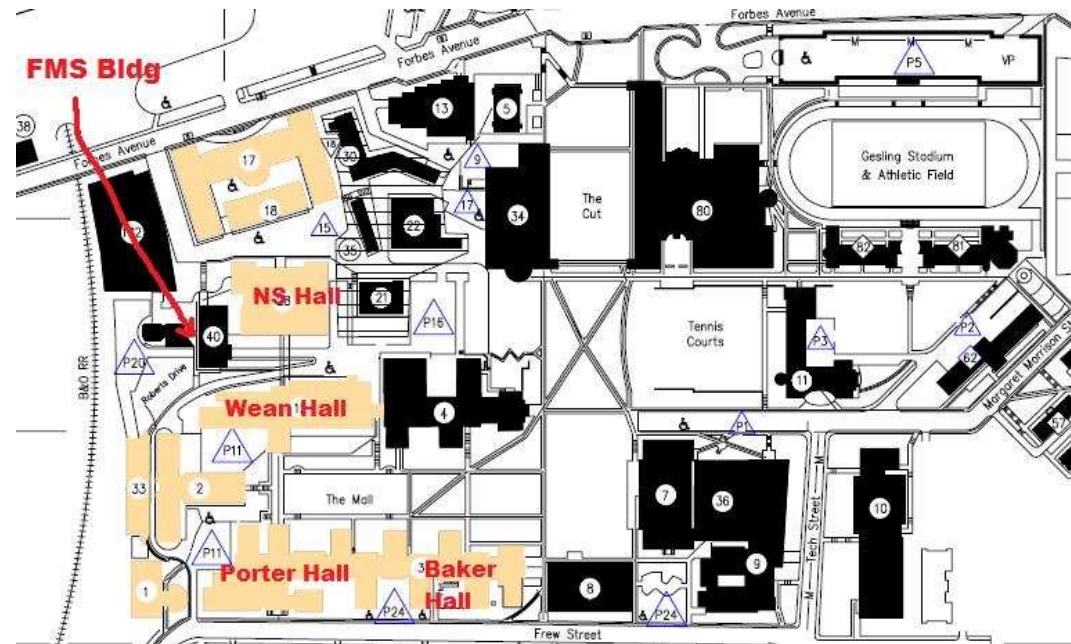 Forbes Avenue
FMS Bldg
Forbes Avenue
M
M
M
P5
VP
13
5
38
Forbes Avenue
17
18
30
9
Gesling Stadium
& Athletic Field
The
Cut
18
15
17
34
80
22
35
82
81
NS Hall
21
P16
40
Tennis
Courts
P3
P2
P20
Roberts Drive
B&O RR
62
Margaret Morrison
11
Wean Hall
4
57
P1
P11
33
2
The Mall
7
36
10
M
Tech Street
M
P11
Porter Hall
3
Baker
Hall
9
1
8
P24
P24
Frew Street